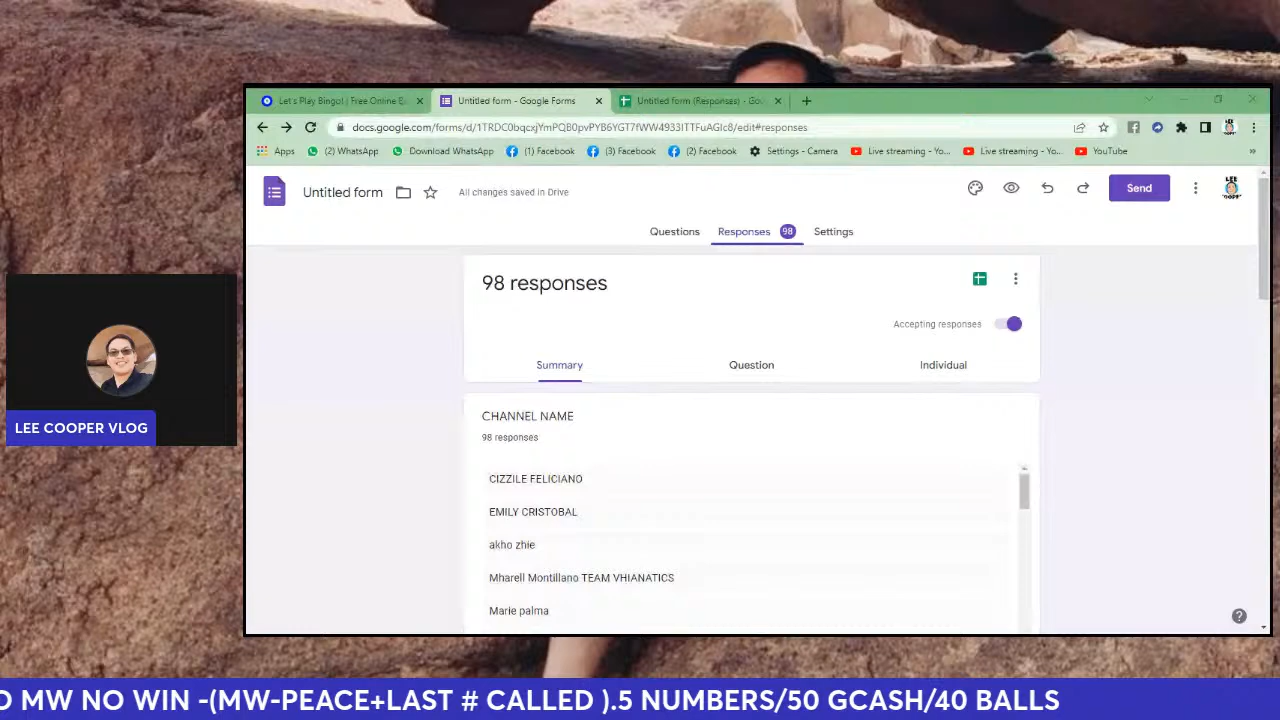 Let's Play Bingo! | Free Online
Untitled form - Google Forms
Untitled form (Responses) - Go
docs.google.com/forms/d/1TRDC0bqcxjYmPQB0pvPYB6YGT7fWW4933ITTFuAGIc8/edit#responses
Apps
(2) WhatsApp
Download WhatsApp
(1) Facebook
(3) Facebook
(2) Facebook
Settings - Camera
Live streaming - Yo...
Live streaming - Yo...
YouTube
Untitled form
All changes saved in Drive
Send
Questions
Responses 98
Settings
98 responses
Accepting responses
Summary
Question
Individual
CHANNEL NAME
98 responses
CIZZILE FELICIANO
EMILY CRISTOBAL
akho zhie
Mharell Montillano TEAM VHIANATICS
Marie palma
LEE COOPER VLOG
MW NO WIN -(MW-PEACE+LAST # CALLED ).5 NUMBERS/50 GCASH/40 BALLS